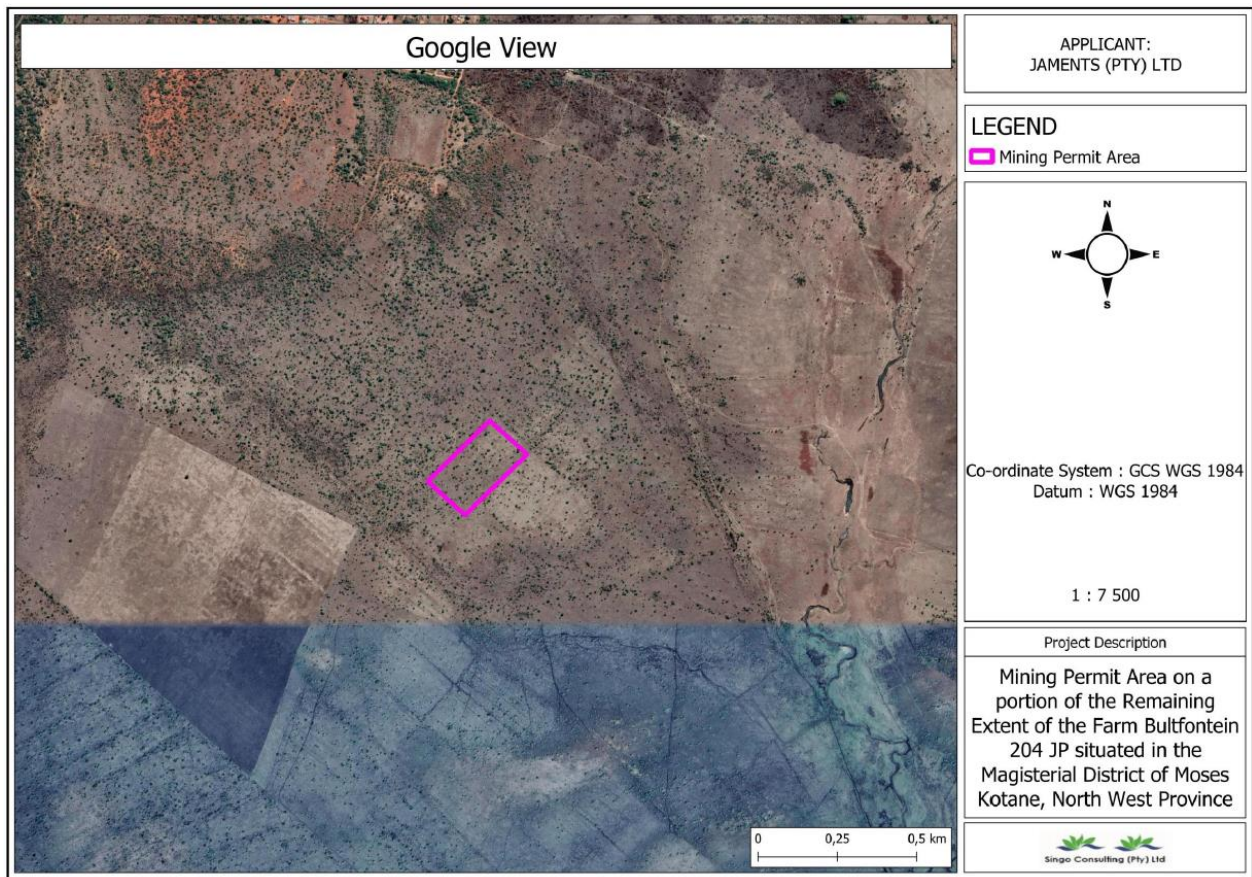 Google View
APPLICANT:
JAMENTS (PTY) LTD
LEGEND
Mining Permit Area
N
W E
S
Co-ordinate System : GCS WGS 1984
Datum : WGS 1984
1 : 7 500
Project Description
Mining Permit Area on a
portion of the Remaining
Extent of the Farm Bultfontein
204 JP situated in the
Magisterial District of Moses
Kotane, North West Province
0 0,25 0,5 km
Singo Consulting (Pty) Ltd